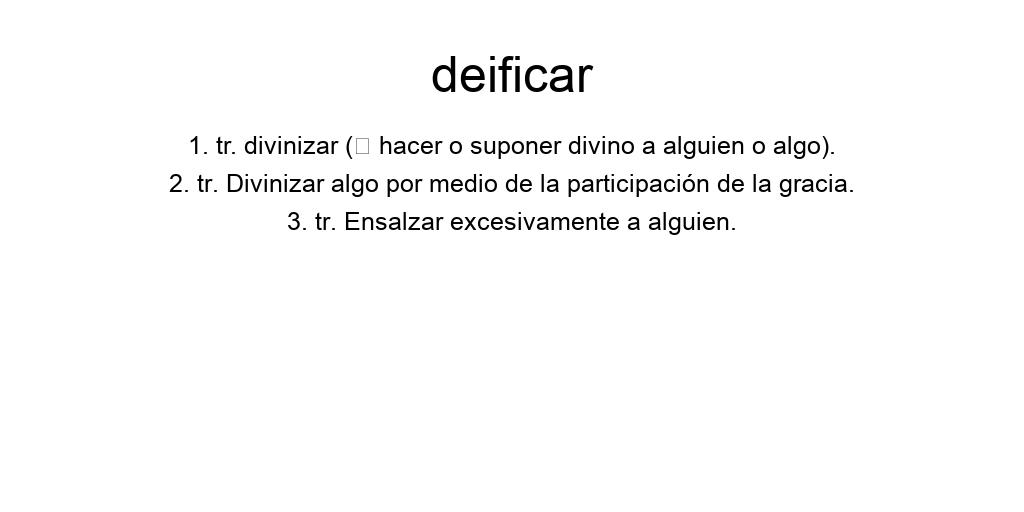 deificar
1. tr. divinizar (□ hacer o suponer divino a alguien o algo).
2. tr. Divinizar algo por medio de la participación de la gracia.
3. tr. Ensalzar excesivamente a alguien.